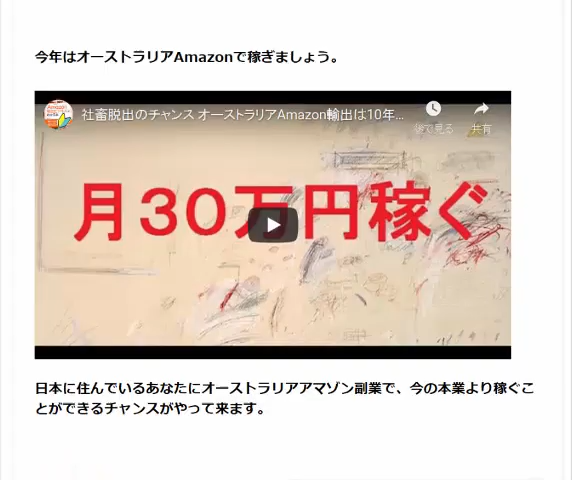 今年はオーストラリアAmazonで稼ぎましょう。
社畜脱出のチャンス オーストラリアAmazon輸出は10年...
後で見る 共有
月30万円稼ぐ
日本に住んでいるあなたにオーストラリアアマゾン副業で、今の本業より稼ぐこ
とができるチャンスがやって来ます。